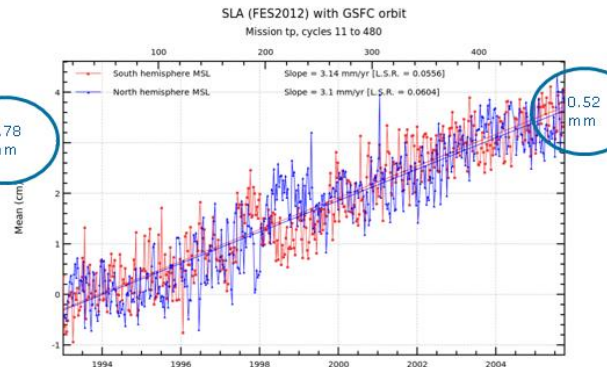 SLA (FES2012) with GSFC orbit
Mission tp, cycles 11 to 480
100 200 300 400
South hemisphere MSL Slope = 3.14 mm/yr [L.S.R. = 0.0556]
North hemisphere MSL Slope = 3.1 mm/yr [L.S.R. = 0.0604]
4
2
1
0
-1
Mean (cm)
.78
0.52
mm
1994 1996 1998 2000 2002 2004